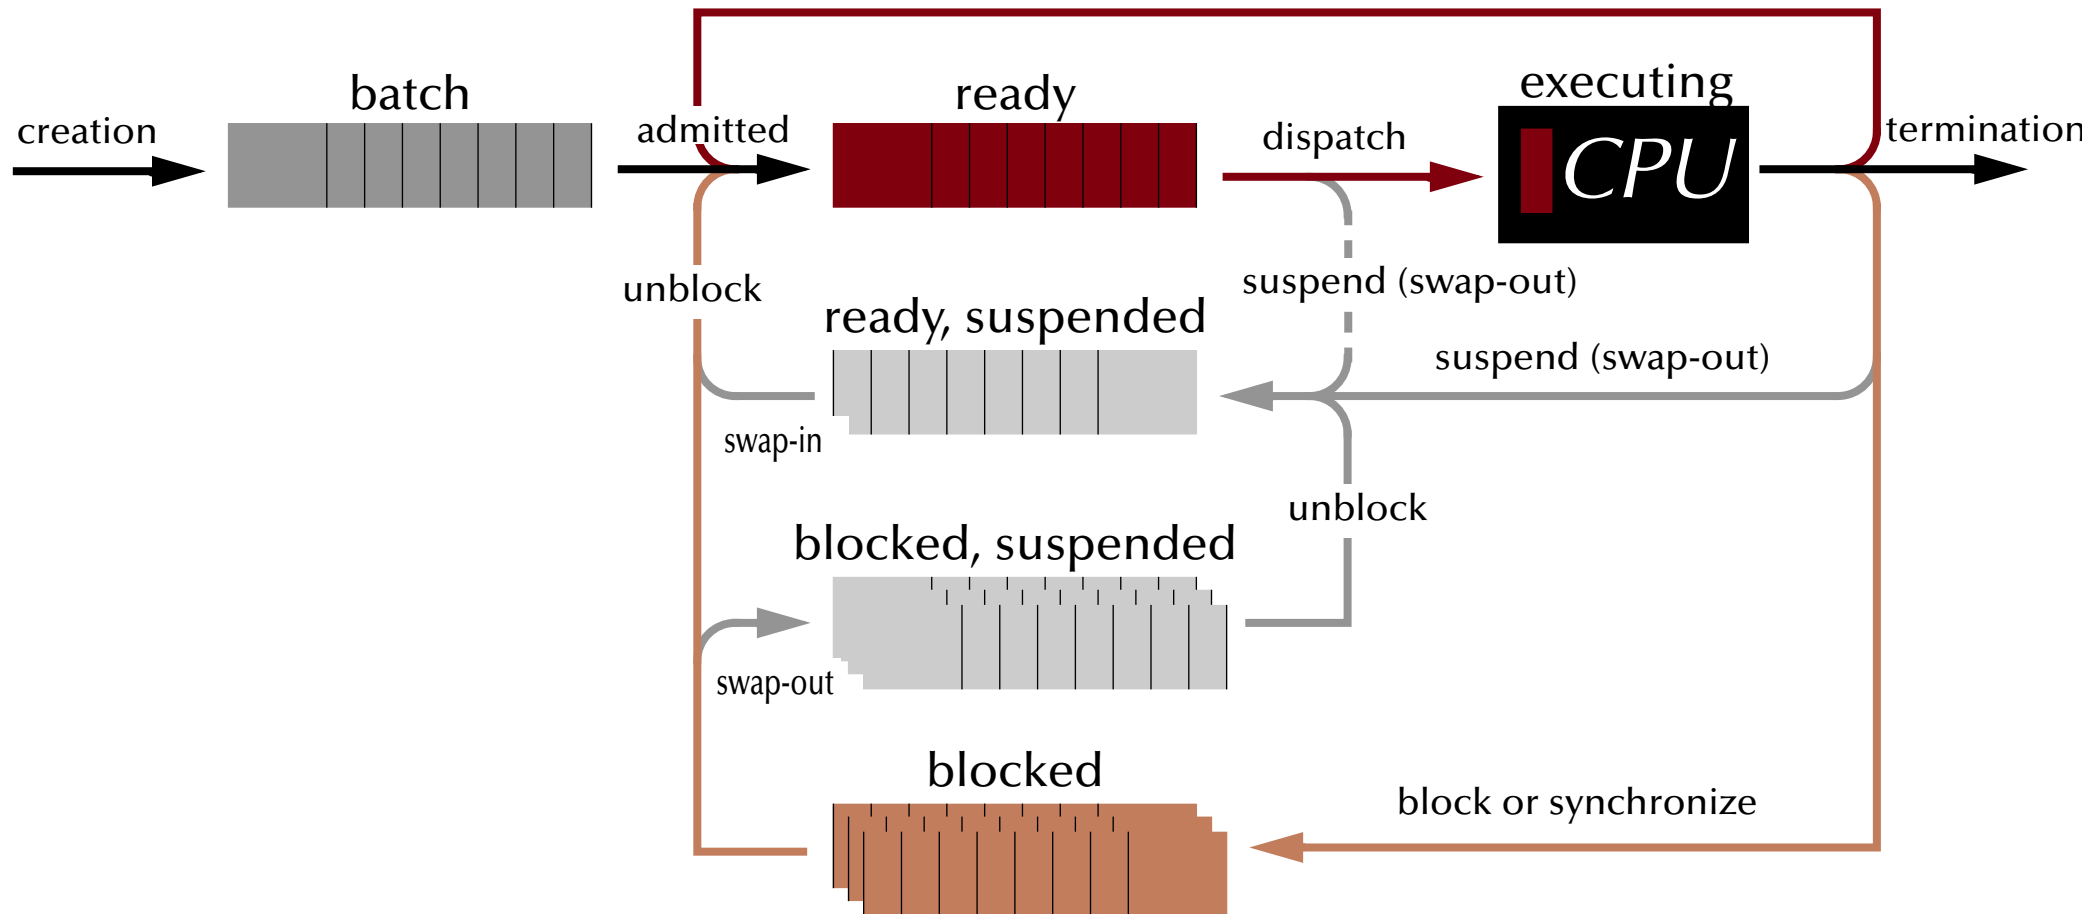 executing
batch
ready
creation
admitted
dispatch
CPU
termination
unblock
suspend (swap-out)
ready, suspended
suspend (swap-out)
swap-in
unblock
blocked, suspended
swap-out
blocked
block or synchronize